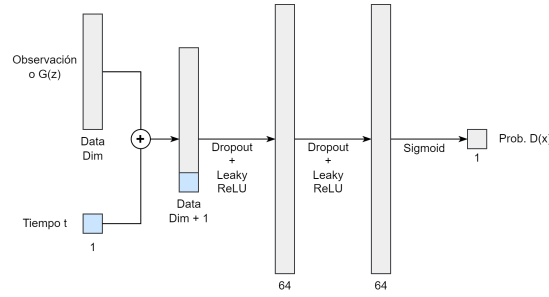 Observación
o G(z)
Data
Dim
Tiempo t
1
+
Data
Dim + 1
Dropout
+
Leaky
ReLU
64
Dropout
+
Leaky
ReLU
64
Sigmoid
1
Prob. D(x)